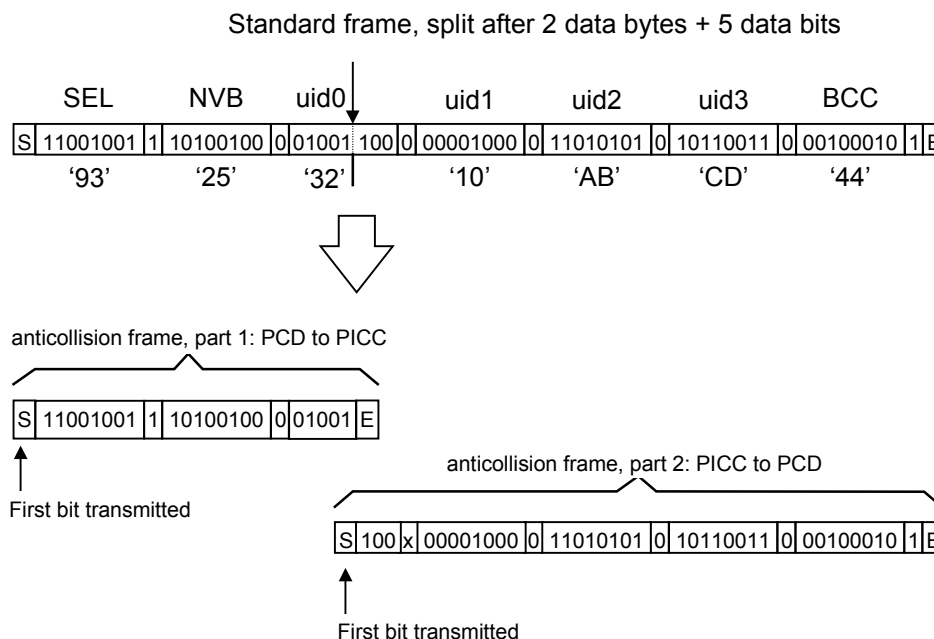 Standard frame, split after 2 data bytes + 5 data bits
SEL NVB uid0 uid1 uid2 uid3 BCC
S 11001001 1 10100100 0 01001 100 0 00001000 0 11010101 0 10110011 0 00100010 1 E
‘93’ ‘25’ ‘32’ ‘10’ ‘AB’ ‘CD’ ‘44’
anticollision frame, part 1: PCD to PICC
S 11001001 1 10100100 0 01001 E
First bit transmitted
anticollision frame, part 2: PICC to PCD
S 100 x 00001000 0 11010101 0 10110011 0 00100010 1 E
First bit transmitted